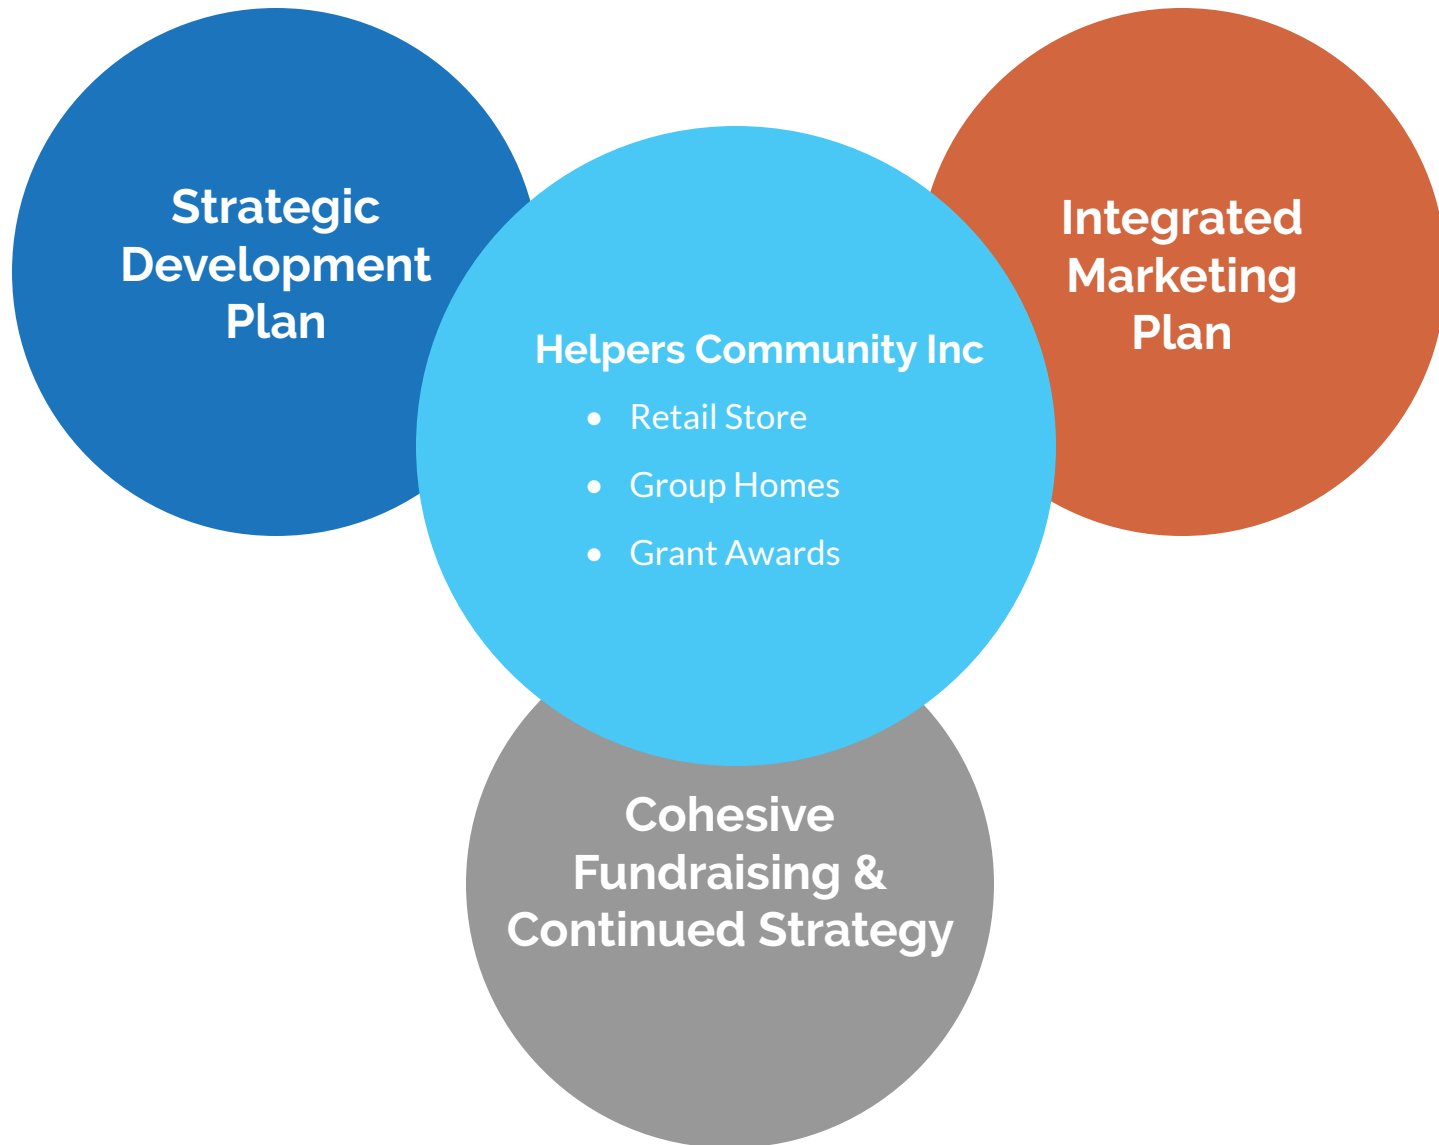 Strategic
Development
Plan
Integrated
Marketing
Plan
Helpers Community Inc
● Retail Store
● Group Homes
● Grant Awards
Cohesive
Fundraising &
Continued Strategy